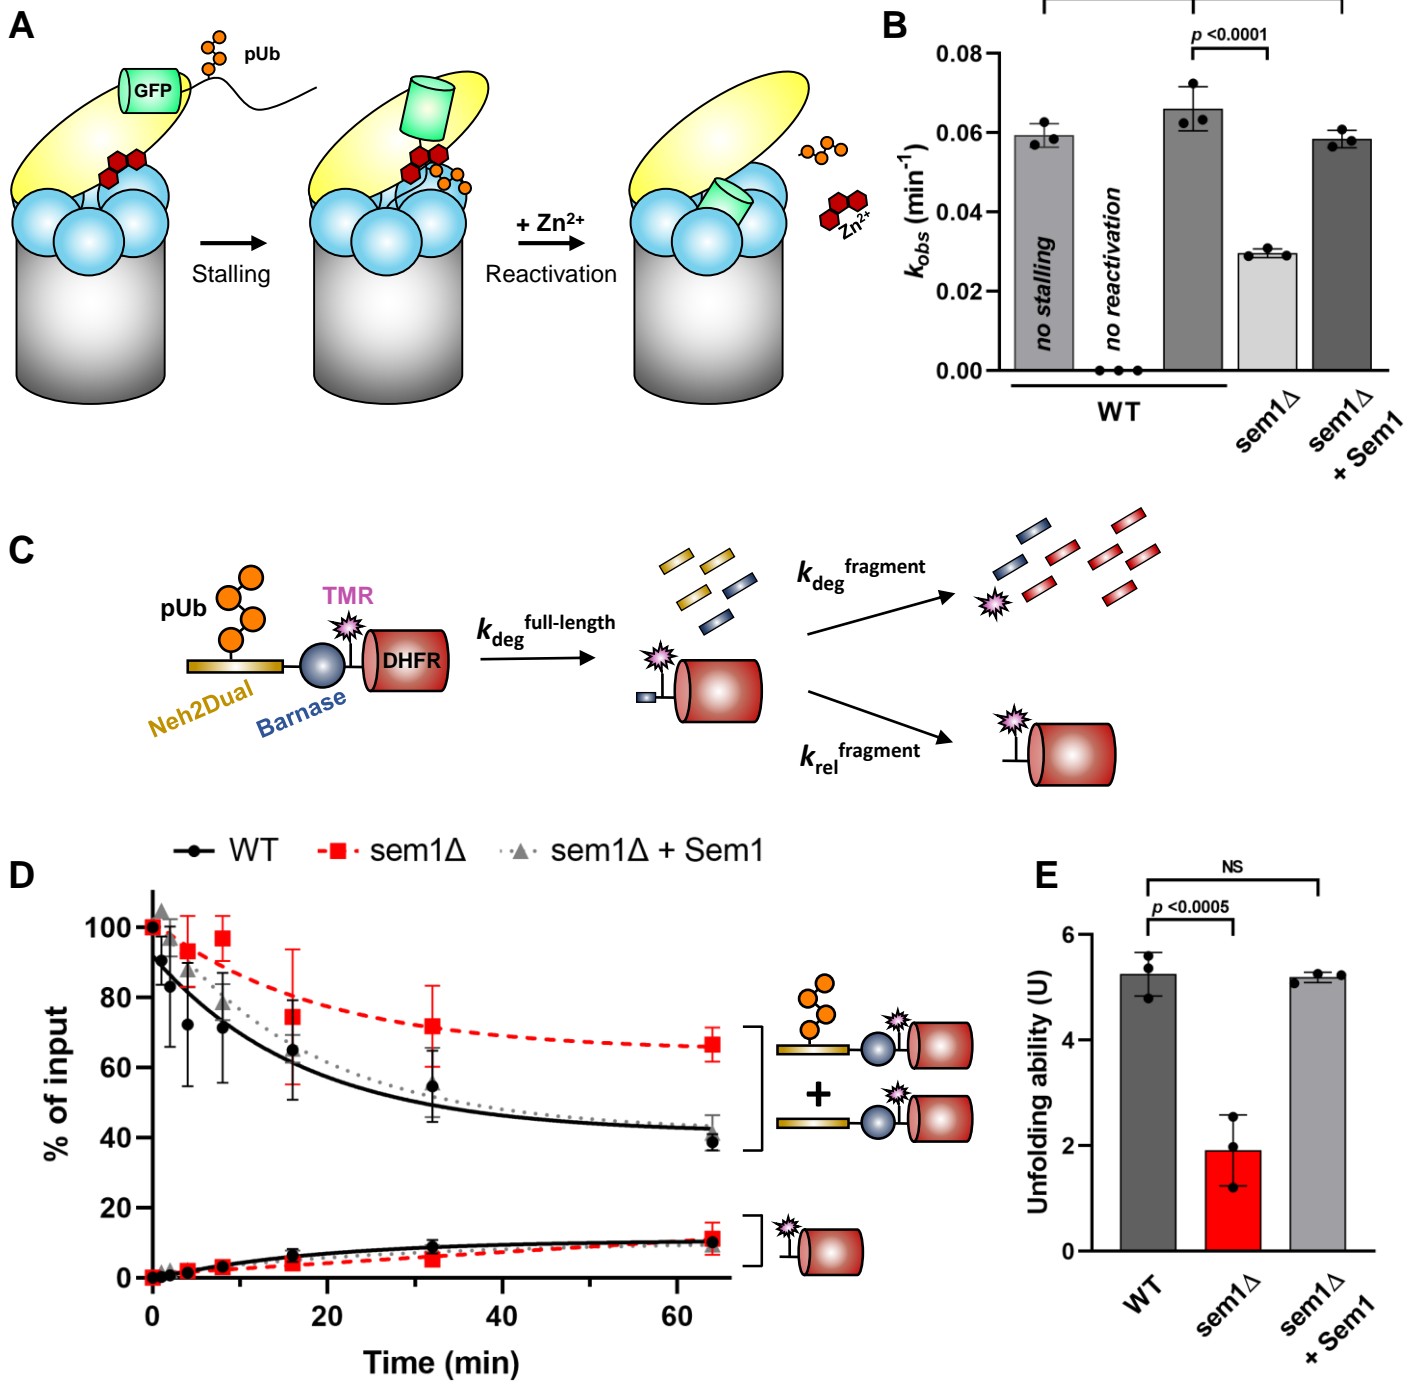 A
pUb
GFP
Stalling
+ Zn²⁺
Reactivation
Zn²⁺
B
p <0.0001
0.08
0.06
0.04
0.02
0.00
kobs (min⁻¹)
no stalling
no reactivation
WT
sem1Δ
sem1Δ
+ Sem1
C
pUb
TMR
DHFR
Neh2Dual
Barnase
kdeg full-length
kdeg fragment
krel fragment
WT
sem1Δ
sem1Δ + Sem1
D
100
80
60
40
20
0
% of input
0
20
40
60
Time (min)
+
E
NS
p <0.0005
6
4
2
0
Unfolding ability (U)
WT
sem1Δ
sem1Δ
+ Sem1